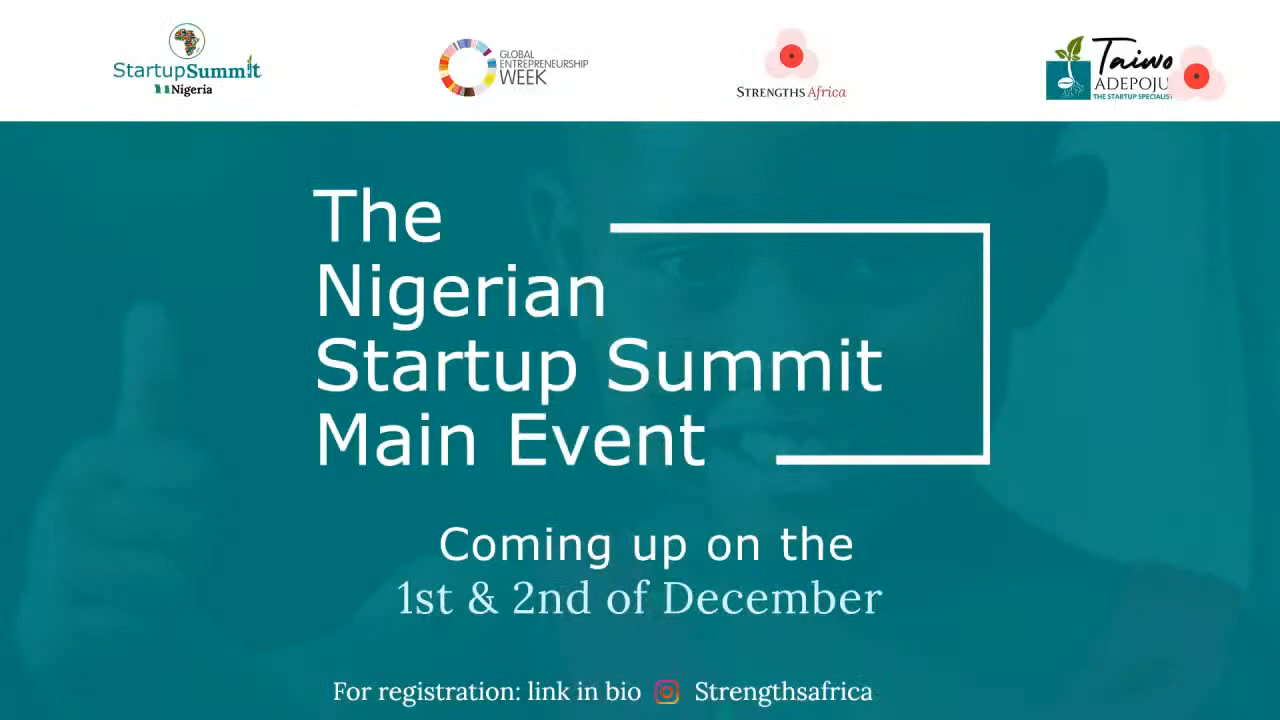 StartupSummit
Nigeria
GLOBAL
ENTREPRENEURSHIP
WEEK
STRENGTHS Africa
Taiwo
ADEPOJU
THE STARTUP SPECIALIST
The
Nigerian
Startup Summit
Main Event
Coming up on the
1st & 2nd of December
For registration: link in bio Strengthsafrica